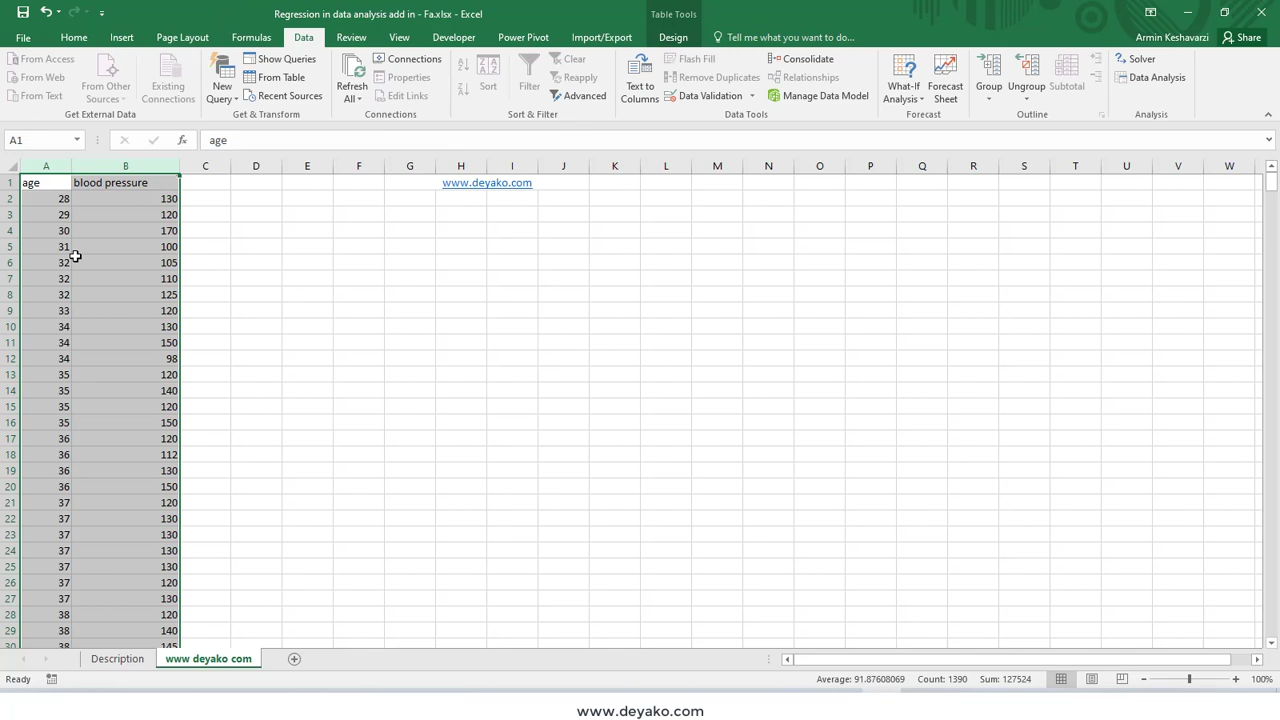 Regression in data analysis add in - Fa.xlsx - Excel
Table Tools
File Home Insert Page Layout Formulas Data Review View Developer Power Pivot Import/Export Design Tell me what you want to do... Armin Keshavarzi Share
From Access
From Web
From Text
From Other Sources
Existing Connections
Get External Data
New Query
Show Queries
From Table
Recent Sources
Get & Transform
Refresh All
Connections
Properties
Edit Links
Connections
Sort
Filter
Clear
Reapply
Advanced
Sort & Filter
Text to Columns
Flash Fill
Remove Duplicates
Data Validation
Consolidate
Relationships
Manage Data Model
Data Tools
What-If Analysis
Forecast Sheet
Forecast
Group
Ungroup
Subtotal
Outline
Solver
Data Analysis
Analysis
A1 fx age
A B C D E F G H I J K L M N O P Q R S T U V W
1 age blood pressure www.deyako.com
2 28 130
3 29 120
4 30 170
5 31 100
6 32 105
7 32 110
8 32 125
9 33 120
10 34 130
11 34 150
12 34 98
13 35 120
14 35 140
15 35 120
16 35 150
17 36 120
18 36 112
19 36 130
20 36 150
21 37 120
22 37 130
23 37 130
24 37 130
25 37 130
26 37 120
27 37 130
28 38 120
29 38 140
30 38 145
Description www deyako com
Ready Average: 91.87608069 Count: 1390 Sum: 127524 100%
www.deyako.com